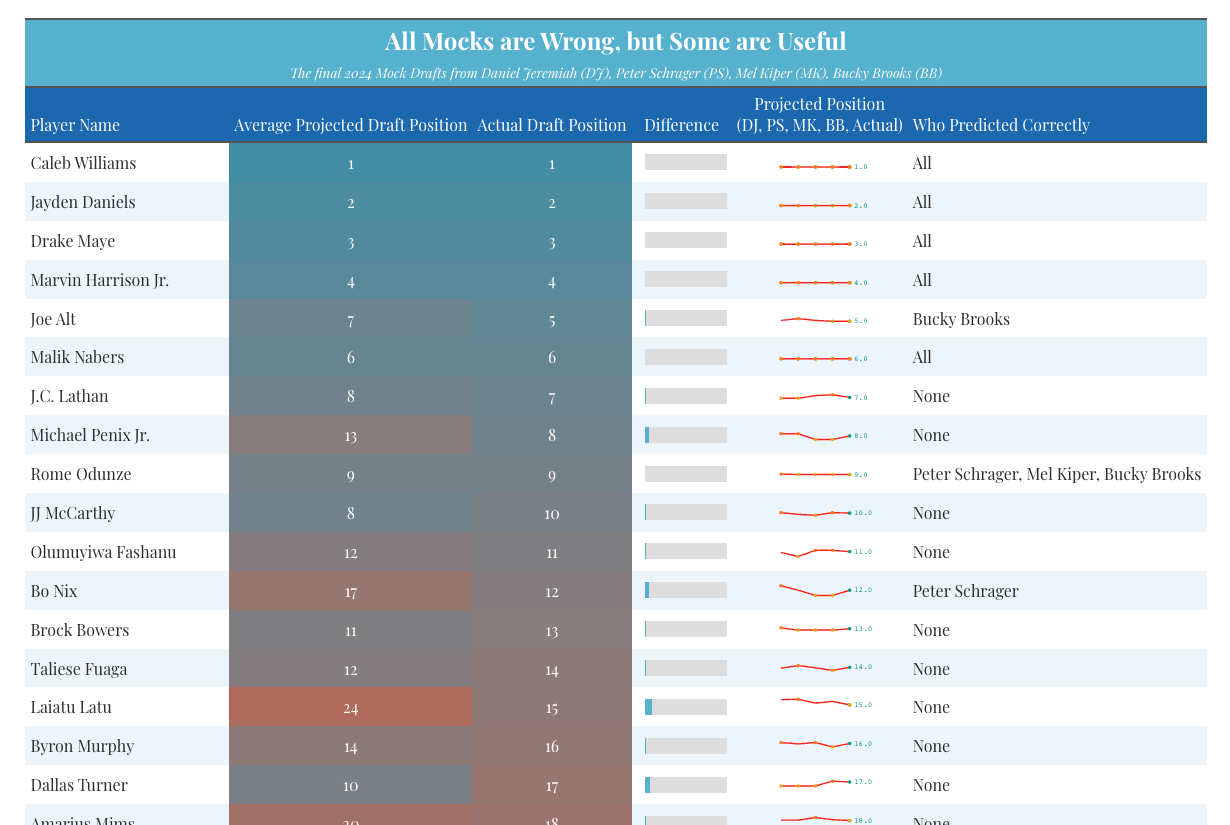 All Mocks are Wrong, but Some are Useful
The final 2024 Mock Drafts from Daniel Jeremiah (DJ), Peter Schrager (PS), Mel Kiper (MK), Bucky Brooks (BB)
Projected Position
Player Name Average Projected Draft Position Actual Draft Position Difference (DJ, PS, MK, BB, Actual) Who Predicted Correctly
Caleb Williams 1 1 1.0 All
Jayden Daniels 2 2 2.0 All
Drake Maye 3 3 3.0 All
Marvin Harrison Jr. 4 4 4.0 All
Joe Alt 7 5 5.0 Bucky Brooks
Malik Nabers 6 6 6.0 All
J.C. Lathan 8 7 7.0 None
Michael Penix Jr. 13 8 8.0 None
Rome Odunze 9 9 9.0 Peter Schrager, Mel Kiper, Bucky Brooks
JJ McCarthy 8 10 10.0 None
Olumuyiwa Fashanu 12 11 11.0 None
Bo Nix 17 12 12.0 Peter Schrager
Brock Bowers 11 13 13.0 None
Taliese Fuaga 12 14 14.0 None
Laiatu Latu 24 15 15.0 None
Byron Murphy 14 16 16.0 None
Dallas Turner 10 17 17.0 None
Amarius Mims 20 18 18.0 None